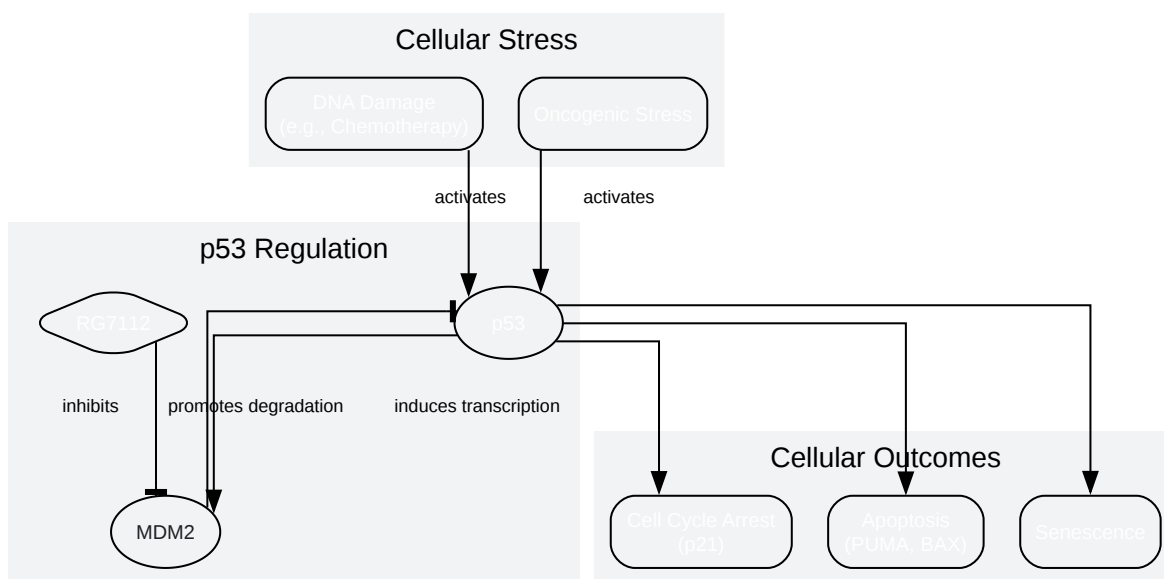 Cellular Stress
DNA Damage
(e.g., Chemotherapy)
Oncogenic Stress
activates
activates
p53 Regulation
RG7112
p53
inhibits
promotes degradation
induces transcription
MDM2
Cellular Outcomes
Cell Cycle Arrest
(p21)
Apoptosis
(PUMA, BAX)
Senescence